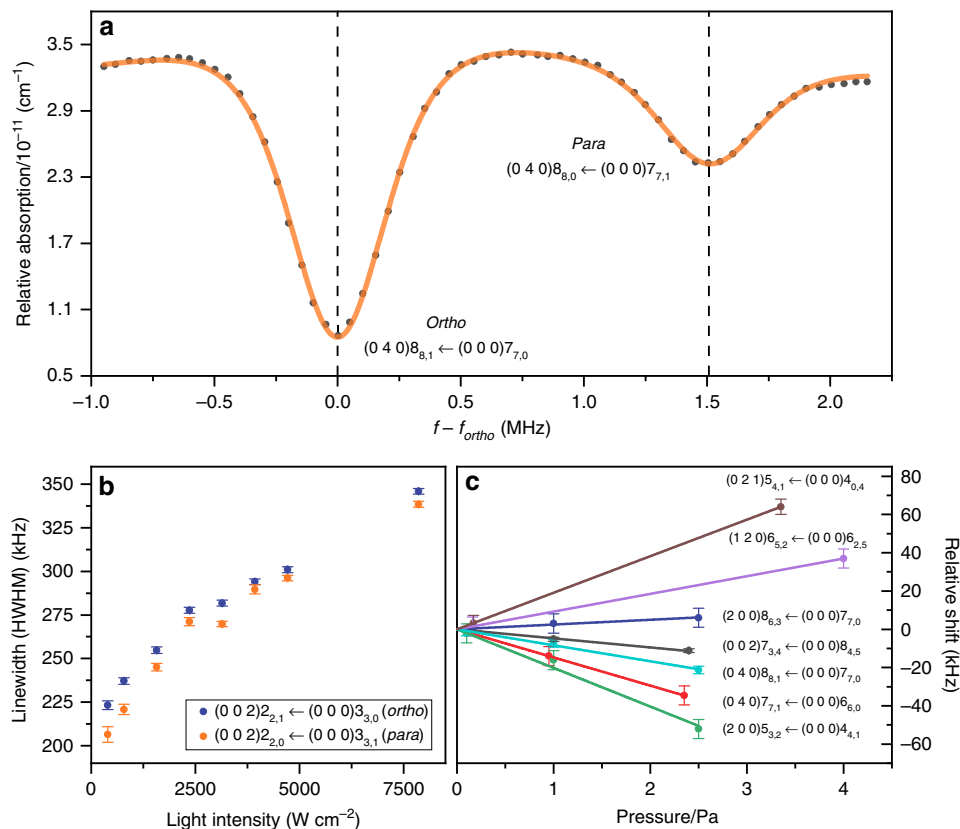 a
3.5
2.9
2.3
1.7
1.1
0.5
Relative absorption/10⁻¹¹ (cm⁻¹)
Para
(0 4 0)8₈,₀ ← (0 0 0)7₇,₁
Ortho
(0 4 0)8₈,₁ ← (0 0 0)7₇,₀
−1.0 −0.5 0.0 0.5 1.0 1.5 2.0
f − f_ortho (MHz)
b
350
325
300
275
250
225
200
Linewidth (HWHM) (kHz)
(0 0 2)2₂,₁ ← (0 0 0)3₃,₀ (ortho)
(0 0 2)2₂,₀ ← (0 0 0)3₃,₁ (para)
0 2500 5000 7500
Light intensity (W cm⁻²)
c
(0 2 1)5₄,₁ ← (0 0 0)4₀,₄
(1 2 0)6₅,₂ ← (0 0 0)6₂,₅
(2 0 0)8₆,₃ ← (0 0 0)7₇,₀
(0 0 2)7₃,₄ ← (0 0 0)8₄,₅
(0 4 0)8₈,₁ ← (0 0 0)7₇,₀
(0 4 0)7₇,₁ ← (0 0 0)6₆,₀
(2 0 0)5₃,₂ ← (0 0 0)4₄,₁
80
60
40
20
0
−20
−40
−60
Relative shift (kHz)
0 1 2 3 4
Pressure/Pa